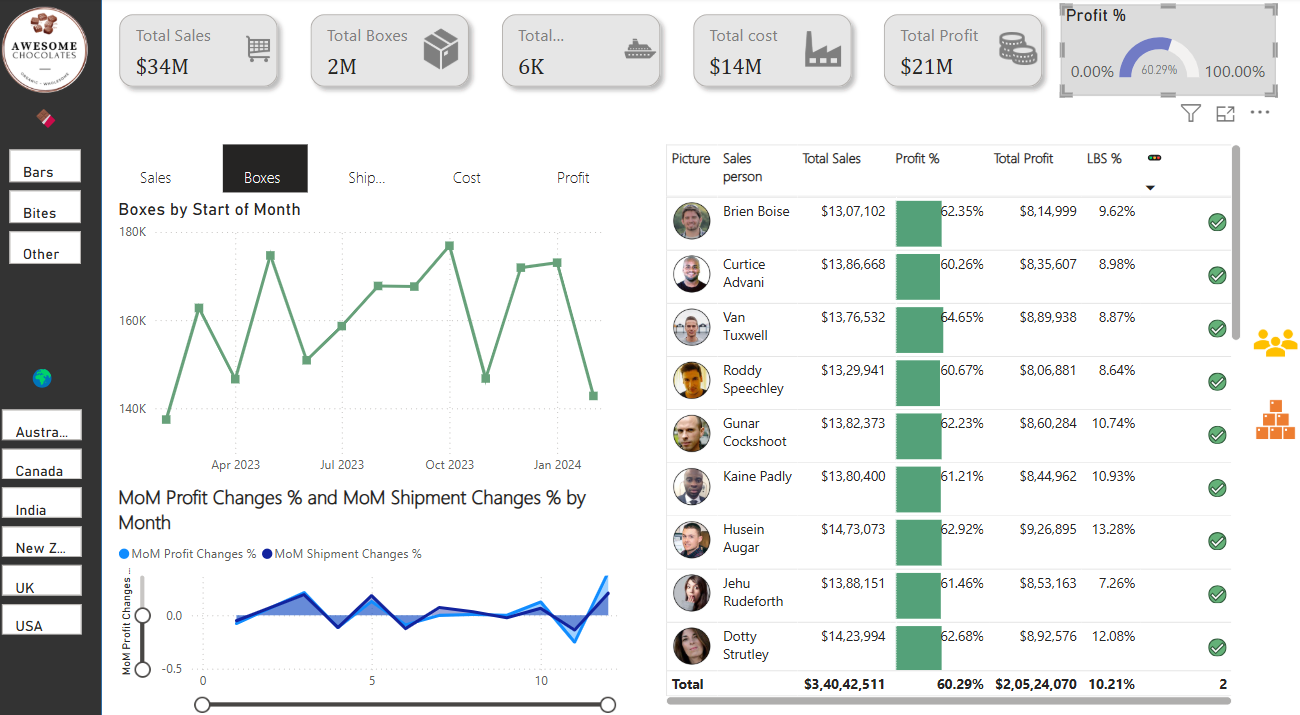 AWESOME
CHOCOLATES
ORGANIC - WHOLESOME
Bars
Bites
Other
Austra...
Canada
India
New Z...
UK
USA
Total Sales
$34M
Total Boxes
2M
Total...
6K
Total cost
$14M
Total Profit
$21M
Profit %
0.00% 60.29% 100.00%
Sales Boxes Ship... Cost Profit
Boxes by Start of Month
180K
160K
140K
Apr 2023 Jul 2023 Oct 2023 Jan 2024
MoM Profit Changes % and MoM Shipment Changes % by
Month
MoM Profit Changes % MoM Shipment Changes %
MoM Profit Changes ...
0.0
-0.5
0 5 10
Picture Sales person Total Sales Profit % Total Profit LBS %
Brien Boise $13,07,102 62.35% $8,14,999 9.62%
Curtice Advani $13,86,668 60.26% $8,35,607 8.98%
Van Tuxwell $13,76,532 64.65% $8,89,938 8.87%
Roddy Speechley $13,29,941 60.67% $8,06,881 8.64%
Gunar Cockshoot $13,82,373 62.23% $8,60,284 10.74%
Kaine Padly $13,80,400 61.21% $8,44,962 10.93%
Husein Augar $14,73,073 62.92% $9,26,895 13.28%
Jehu Rudeforth $13,88,151 61.46% $8,53,163 7.26%
Dotty Strutley $14,23,994 62.68% $8,92,576 12.08%
Total $3,40,42,511 60.29% $2,05,24,070 10.21% 2